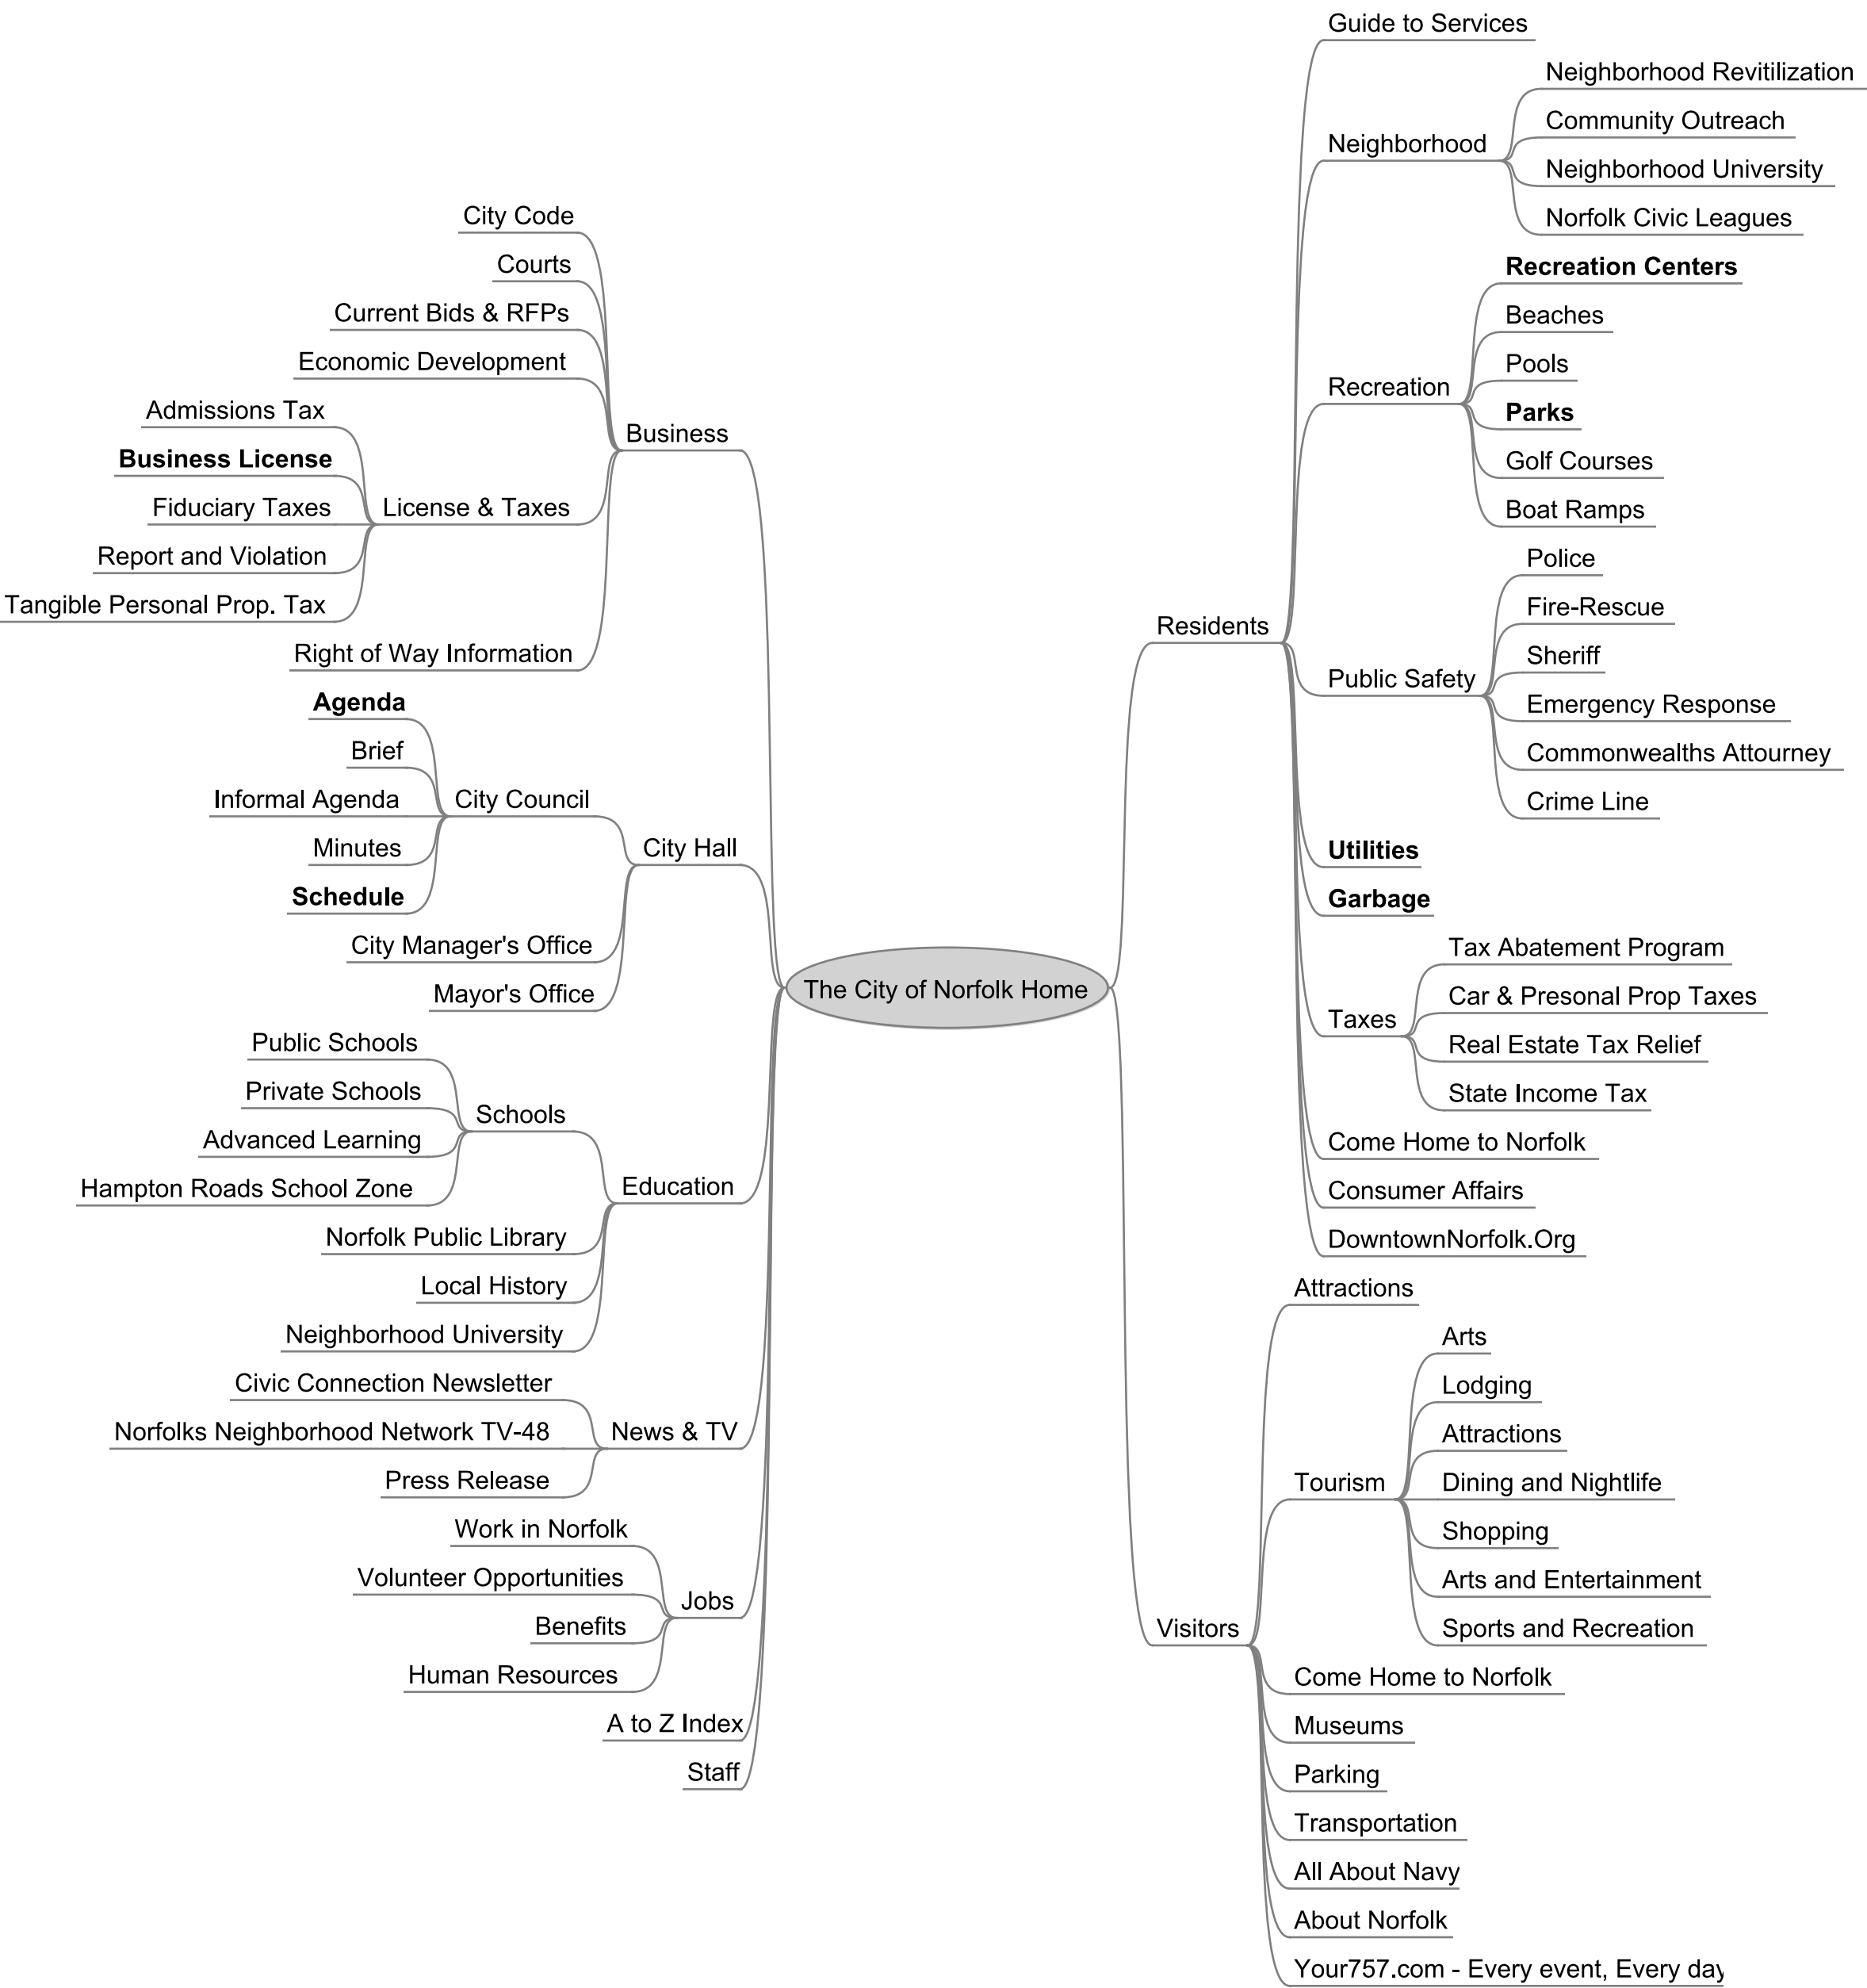 The City of Norfolk Home
Business
City Code
Courts
Current Bids & RFPs
Economic Development
License & Taxes
Admissions Tax
Business License
Fiduciary Taxes
Report and Violation
Tangible Personal Prop. Tax
Right of Way Information
City Hall
City Council
Agenda
Brief
Informal Agenda
Minutes
Schedule
City Manager's Office
Mayor's Office
Education
Schools
Public Schools
Private Schools
Advanced Learning
Hampton Roads School Zone
Norfolk Public Library
Local History
Neighborhood University
News & TV
Civic Connection Newsletter
Norfolks Neighborhood Network TV-48
Press Release
Jobs
Work in Norfolk
Volunteer Opportunities
Benefits
Human Resources
A to Z Index
Staff
Residents
Guide to Services
Neighborhood
Neighborhood Revitilization
Community Outreach
Neighborhood University
Norfolk Civic Leagues
Recreation
Recreation Centers
Beaches
Pools
Parks
Golf Courses
Boat Ramps
Public Safety
Police
Fire-Rescue
Sheriff
Emergency Response
Commonwealths Attourney
Crime Line
Utilities
Garbage
Taxes
Tax Abatement Program
Car & Presonal Prop Taxes
Real Estate Tax Relief
State Income Tax
Come Home to Norfolk
Consumer Affairs
DowntownNorfolk.Org
Visitors
Attractions
Tourism
Arts
Lodging
Attractions
Dining and Nightlife
Shopping
Arts and Entertainment
Sports and Recreation
Come Home to Norfolk
Museums
Parking
Transportation
All About Navy
About Norfolk
Your757.com - Every event, Every day